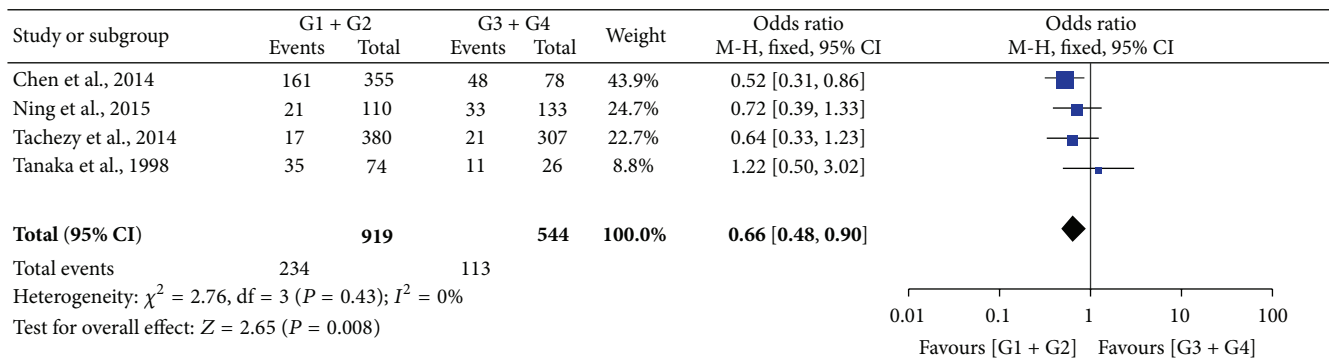 Study or subgroup G1 + G2 G3 + G4 Weight Odds ratio Odds ratio
Events Total Events Total M-H, fixed, 95% CI M-H, fixed, 95% CI
Chen et al., 2014 161 355 48 78 43.9% 0.52 [0.31, 0.86]
Ning et al., 2015 21 110 33 133 24.7% 0.72 [0.39, 1.33]
Tachezy et al., 2014 17 380 21 307 22.7% 0.64 [0.33, 1.23]
Tanaka et al., 1998 35 74 11 26 8.8% 1.22 [0.50, 3.02]
Total (95% CI) 919 544 100.0% 0.66 [0.48, 0.90]
Total events 234 113
Heterogeneity: χ² = 2.76, df = 3 (P = 0.43); I² = 0%
Test for overall effect: Z = 2.65 (P = 0.008)
0.01 0.1 1 10 100
Favours [G1 + G2] Favours [G3 + G4]